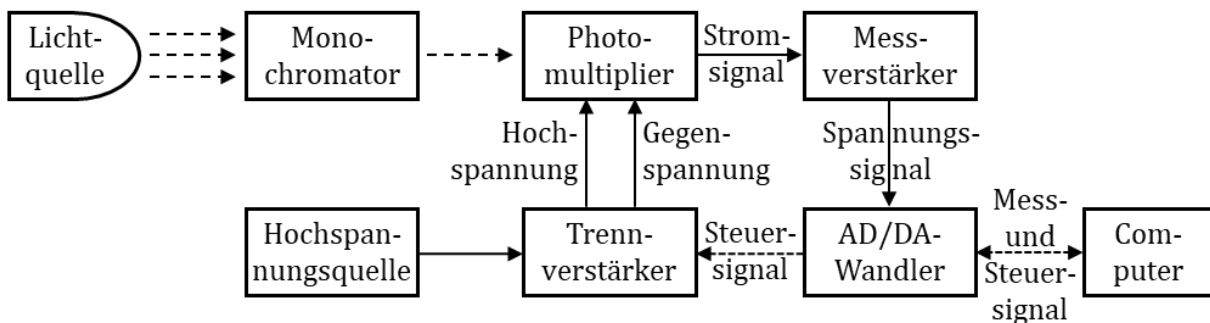 Licht-
quelle
Mono-
chromator
Photo-
multiplier
Strom-
signal
Mess-
verstärker
Hoch-
spannung
Gegen-
spannung
Spannungs-
signal
Hochspan-
nungsquelle
Trenn-
verstärker
Steuer-
signal
AD/DA-
Wandler
Mess-
und
Steuer-
signal
Com-
puter